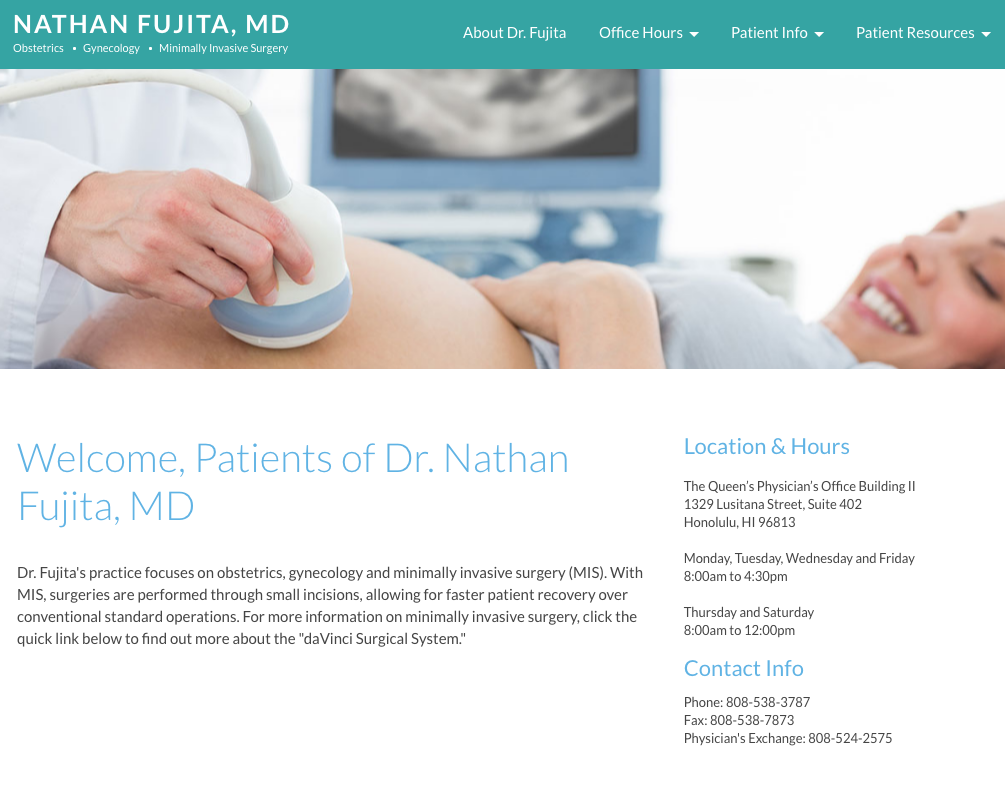 NATHAN FUJITA, MD
Obstetrics • Gynecology • Minimally Invasive Surgery
About Dr. Fujita
Office Hours
Patient Info
Patient Resources
Welcome, Patients of Dr. Nathan
Fujita, MD
Dr. Fujita's practice focuses on obstetrics, gynecology and minimally invasive surgery (MIS). With
MIS, surgeries are performed through small incisions, allowing for faster patient recovery over
conventional standard operations. For more information on minimally invasive surgery, click the
quick link below to find out more about the "daVinci Surgical System."
Location & Hours
The Queen’s Physician’s Office Building II
1329 Lusitana Street, Suite 402
Honolulu, HI 96813
Monday, Tuesday, Wednesday and Friday
8:00am to 4:30pm
Thursday and Saturday
8:00am to 12:00pm
Contact Info
Phone: 808-538-3787
Fax: 808-538-7873
Physician's Exchange: 808-524-2575